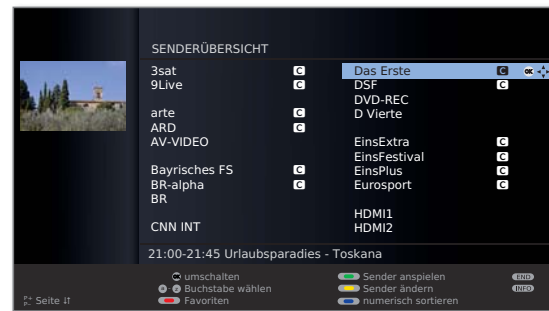 SENDERÜBERSICHT
3sat C
9Live C
arte C
ARD C
AV-VIDEO
Bayrisches FS C
BR-alpha C
BR
CNN INT
Das Erste C OK
DSF C
DVD-REC
D Vierte
EinsExtra C
EinsFestival C
EinsPlus C
Eurosport C
HDMI1
HDMI2
21:00-21:45 Urlaubsparadies - Toskana
OK umschalten
Buchstabe wählen
Favoriten
Sender anspielen
Sender ändern
numerisch sortieren
END
INFO
P+ P- Seite